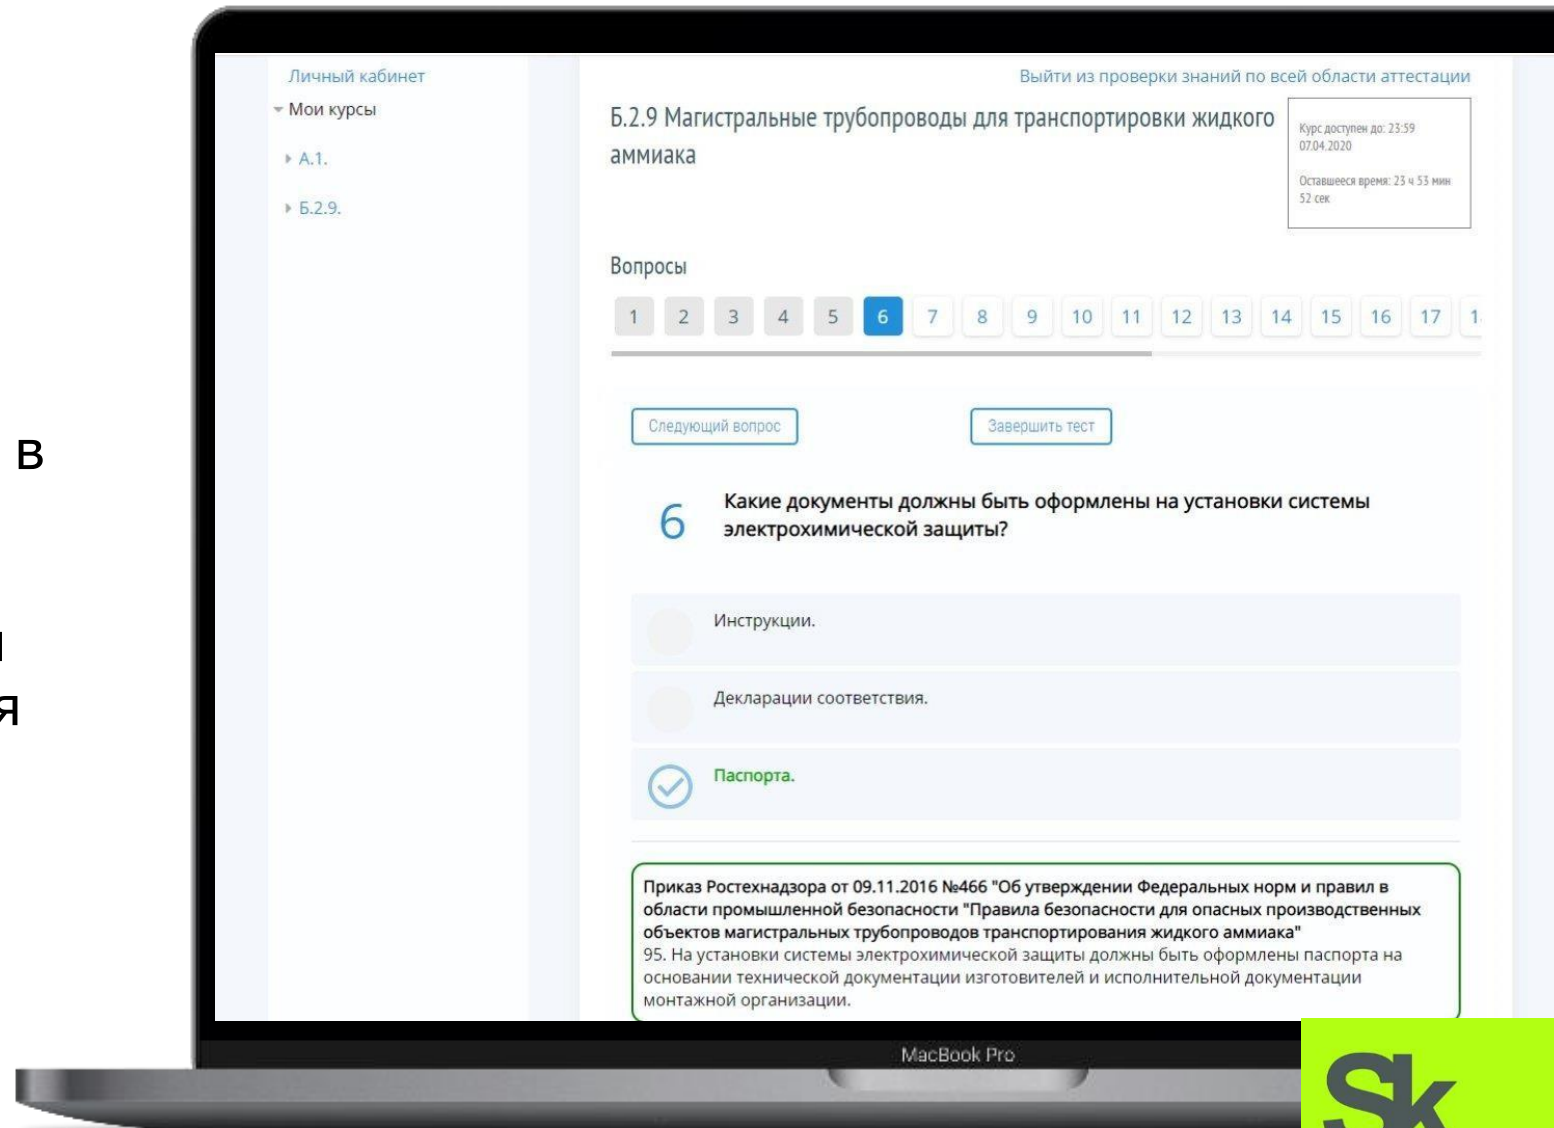 в
я
Личный кабинет
Мои курсы
А.1.
Б.2.9.
Выйти из проверки знаний по всей области аттестации
Б.2.9 Магистральные трубопроводы для транспортировки жидкого
аммиака
Курс доступен до: 23:59
07.04.2020
Оставшееся время: 23 ч 53 мин
52 сек
Вопросы
1 2 3 4 5 6 7 8 9 10 11 12 13 14 15 16 17
Следующий вопрос Завершить тест
6
Какие документы должны быть оформлены на установки системы
электрохимической защиты?
Инструкции.
Декларации соответствия.
Паспорта.
Приказ Ростехнадзора от 09.11.2016 №466 "Об утверждении Федеральных норм и правил в
области промышленной безопасности "Правила безопасности для опасных производственных
объектов магистральных трубопроводов транспортирования жидкого аммиака"
95. На установки системы электрохимической защиты должны быть оформлены паспорта на
основании технической документации изготовителей и исполнительной документации
монтажной организации.
MacBook Pro
Sk